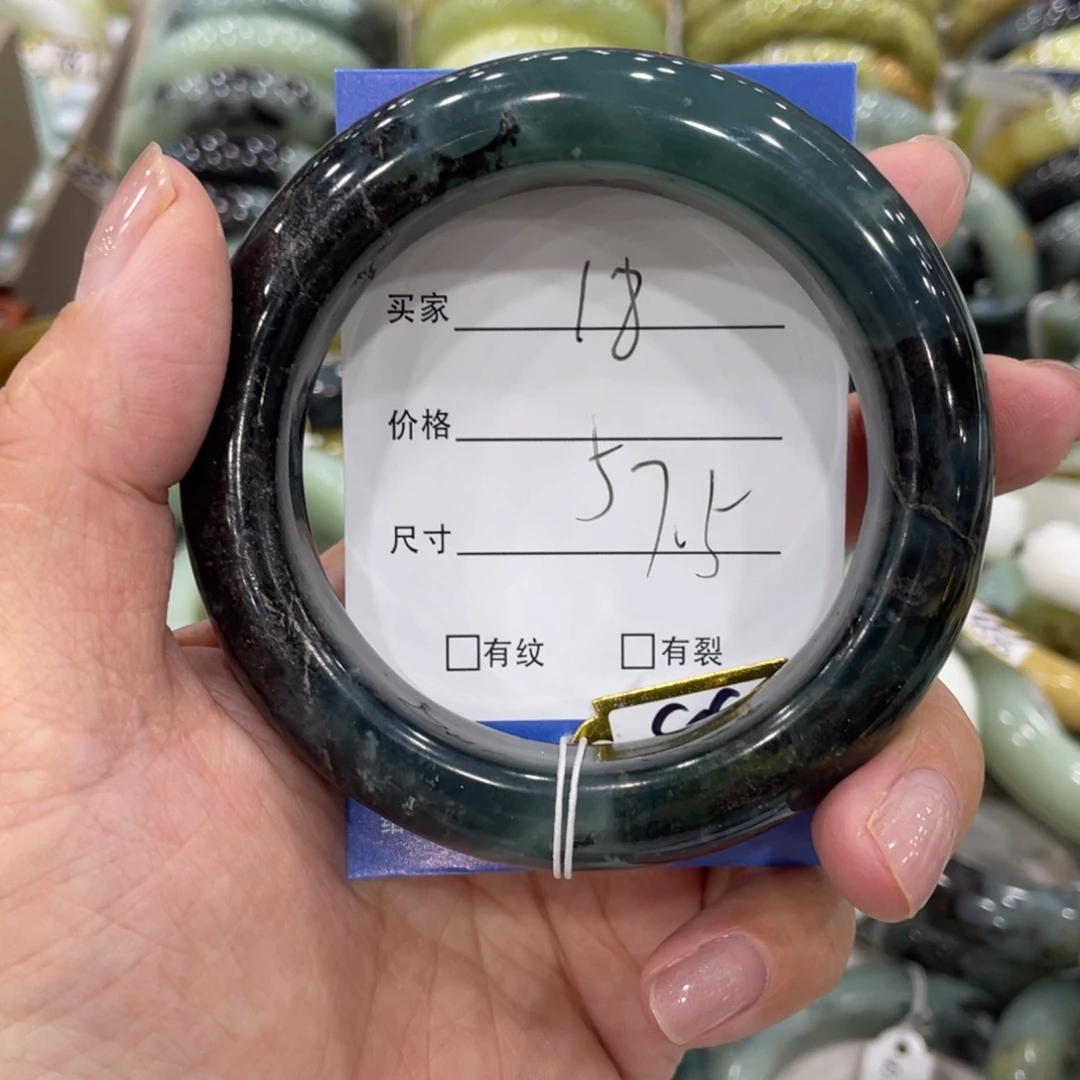 买家 18
价格
尺寸 57.5
□有纹 □有裂